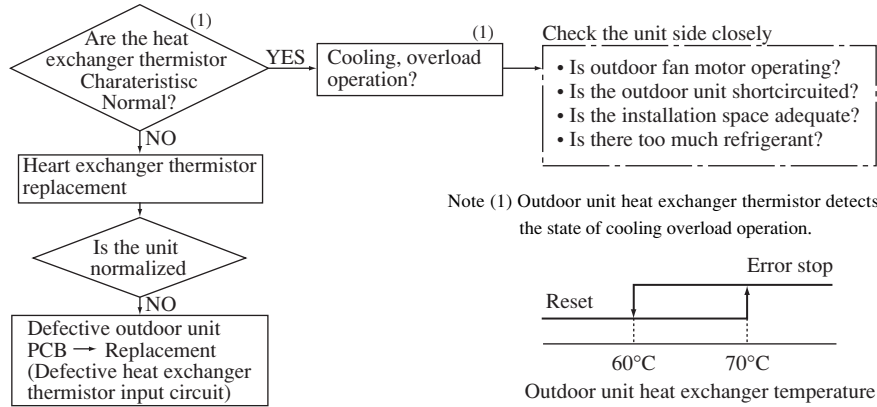 (1)
Are the heat
exchanger thermistor
Charateristisc
Normal?
YES
(1)
Cooling, overload
operation?
Check the unit side closely
• Is outdoor fan motor operating?
• Is the outdoor unit shortcircuited?
• Is the installation space adequate?
• Is there too much refrigerant?
NO
Heart exchanger thermistor
replacement
Is the unit
normalized
NO
Defective outdoor unit
PCB → Replacement
(Defective heat exchanger
thermistor input circuit)
Note (1) Outdoor unit heat exchanger thermistor detects
the state of cooling overload operation.
Error stop
Reset
60°C
70°C
Outdoor unit heat exchanger temperature